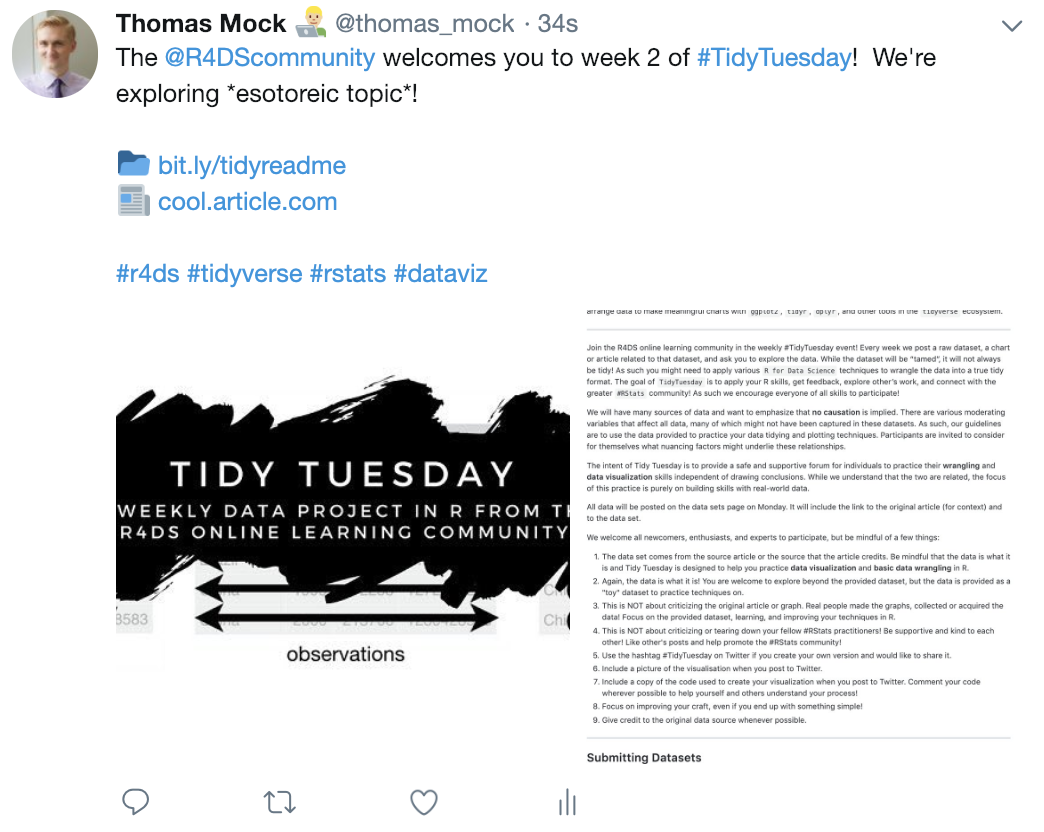 Thomas Mock @thomas_mock · 34s
The @R4DScommunity welcomes you to week 2 of #TidyTuesday! We're
exploring *esotoreic topic*!
bit.ly/tidyreadme
cool.article.com
#r4ds #tidyverse #rstats #dataviz
TIDY TUESDAY
WEEKLY DATA PROJECT IN R FROM
R4DS ONLINE LEARNING COMMUNITY
8583
observations
arrange data to make meaningful charts with ggplot2, tidyr, dplyr, and other tools in the tidyverse ecosystem.
Join the R4DS online learning community in the weekly #TidyTuesday event! Every week we post a raw dataset, a chart
or article related to that dataset, and ask you to explore the data. While the dataset will be "tamed", it will not always
be tidy! As such you might need to apply various R for Data Science techniques to wrangle the data into a true tidy
format. The goal of TidyTuesday is to apply your R skills, get feedback, explore other's work, and connect with the
greater #RStats community! As such we encourage everyone of all skills to participate!
We will have many sources of data and want to emphasize that no causation is implied. There are various moderating
variables that affect all data, many of which might not have been captured in these datasets. As such, our guidelines
are to use the data provided to practice your data tidying and plotting techniques. Participants are invited to consider
for themselves what nuancing factors might underlie these relationships.
The intent of Tidy Tuesday is to provide a safe and supportive forum for individuals to practice their wrangling and
data visualization skills independent of drawing conclusions. While we understand that the two are related, the focus
of this practice is purely on building skills with real-world data.
All data will be posted on the data sets page on Monday. It will include the link to the original article (for context) and
to the data set.
We welcome all newcomers, enthusiasts, and experts to participate, but be mindful of a few things:
1. The data set comes from the source article or the source that the article credits. Be mindful that the data is what it
is and Tidy Tuesday is designed to help you practice data visualization and basic data wrangling in R.
2. Again, the data is what it is! You are welcome to explore beyond the provided dataset, but the data is provided as a
"toy" dataset to practice techniques on.
3. This is NOT about criticizing the original article or graph. Real people made the graphs, collected or acquired the
data! Focus on the provided dataset, learning, and improving your techniques in R.
4. This is NOT about criticizing or tearing down your fellow #RStats practitioners! Be supportive and kind to each
other! Like other's posts and help promote the #RStats community!
5. Use the hashtag #TidyTuesday on Twitter if you create your own version and would like to share it.
6. Include a picture of the visualisation when you post to Twitter.
7. Include a copy of the code used to create your visualization when you post to Twitter. Comment your code
wherever possible to help yourself and others understand your process!
8. Focus on improving your craft, even if you end up with something simple!
9. Give credit to the original data source whenever possible.
Submitting Datasets